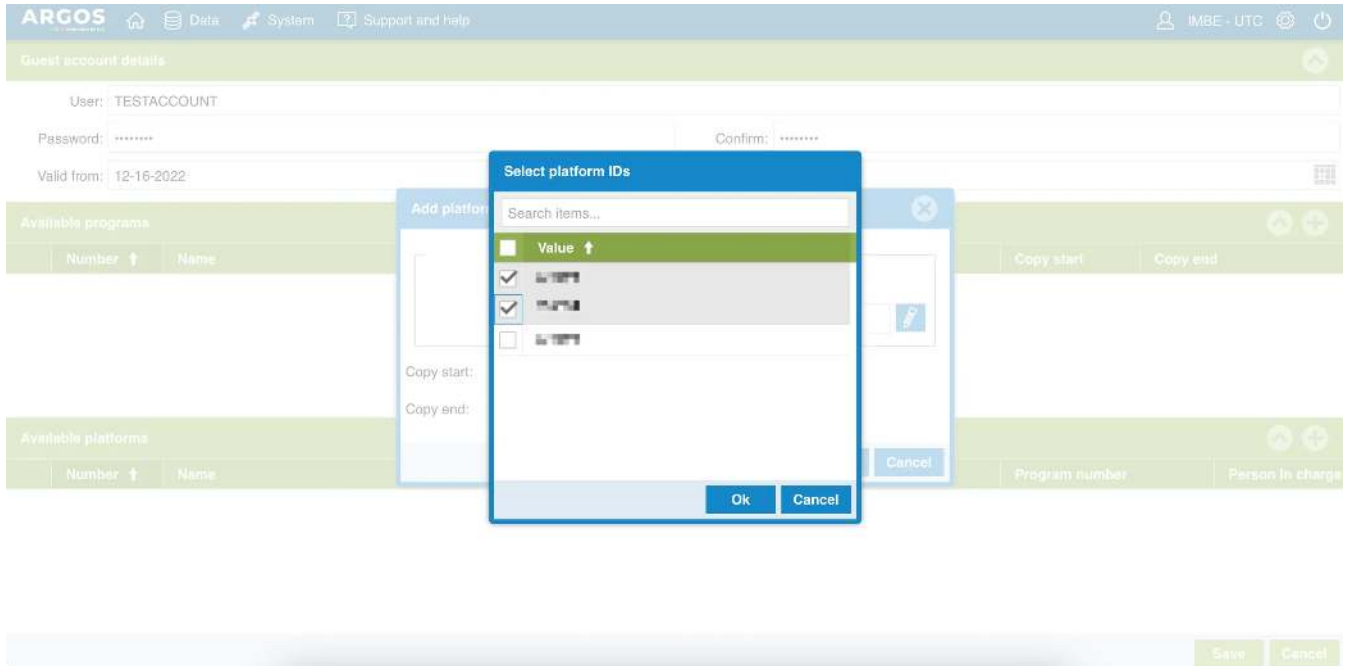 ARGOS Data System Support and help IMBE - UTC
Guest account details
User: TESTACCOUNT
Password: •••••••• Confirm: ••••••••
Valid from: 12-16-2022
Select platform IDs
Search items...
Value ↑
Add platfor
Available programs
Number ↑ Name Copy start Copy end
Copy start:
Copy end:
Cancel
Ok Cancel
Available platforms
Number ↑ Name Program number Person in charge
Save Cancel